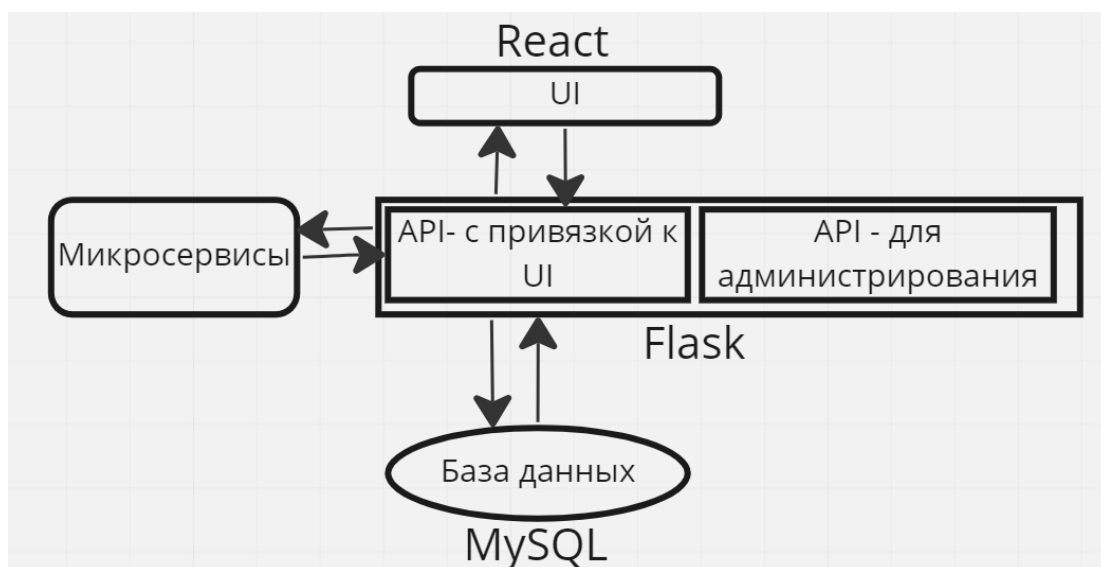 React
UI
Микросервисы
API- с привязкой к
UI
API - для
администрирования
Flask
База данных
MySQL